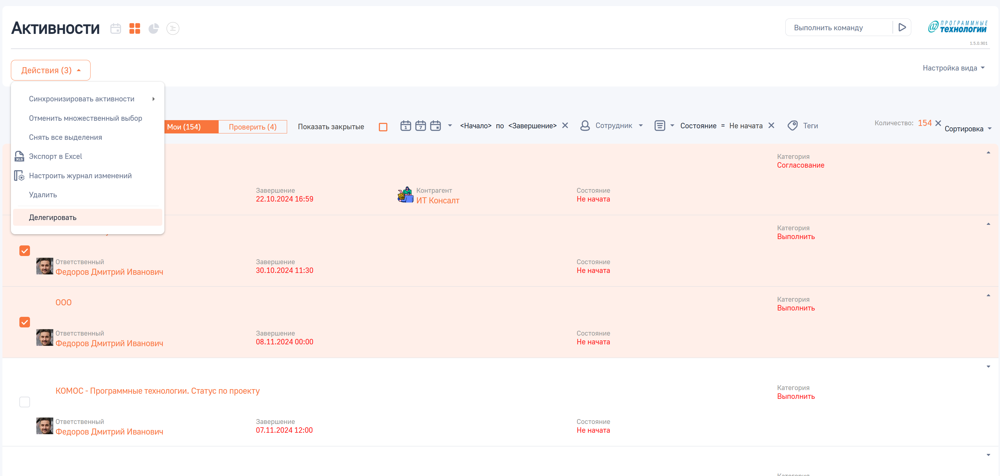 Активности
Выполнить команду
@ ПРОГРАММНЫЕ
ТЕХНОЛОГИИ
1.5.0.901
Действия (3)
Настройка вида
Синхронизировать активности
Отменить множественный выбор
Снять все выделения
XLS Экспорт в Excel
Настроить журнал изменений
Удалить
Делегировать
Мои (154)
Проверить (4)
Показать закрытые
1
7
<Начало> по <Завершение>
Сотрудник
Состояние = Не начата
Теги
Количество: 154
Сортировка
Категория
Согласование
Завершение
22.10.2024 16:59
Контрагент
ИТ Консалт
Состояние
Не начата
Категория
Выполнить
Ответственный
Федоров Дмитрий Иванович
Завершение
30.10.2024 11:30
Состояние
Не начата
ООО
Категория
Выполнить
Ответственный
Федоров Дмитрий Иванович
Завершение
08.11.2024 00:00
Состояние
Не начата
КОМОС - Программные технологии. Статус по проекту
Категория
Выполнить
Ответственный
Федоров Дмитрий Иванович
Завершение
07.11.2024 12:00
Состояние
Не начата
Категория